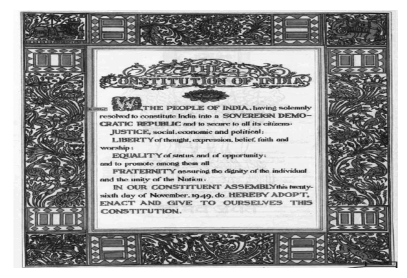 CONSTITUTION OF INDIA
WE, THE PEOPLE OF INDIA, having solemnly
resolved to constitute India into a SOVEREIGN DEMO-
CRATIC REPUBLIC and to secure to all its citizens:
JUSTICE, social, economic and political;
LIBERTY of thought, expression, belief, faith and
worship;
EQUALITY of status and of opportunity;
and to promote among them all
FRATERNITY assuring the dignity of the individual
and the unity of the Nation;
IN OUR CONSTITUENT ASSEMBLY this twenty-
sixth day of November, 1949, do HEREBY ADOPT,
ENACT AND GIVE TO OURSELVES THIS
CONSTITUTION.